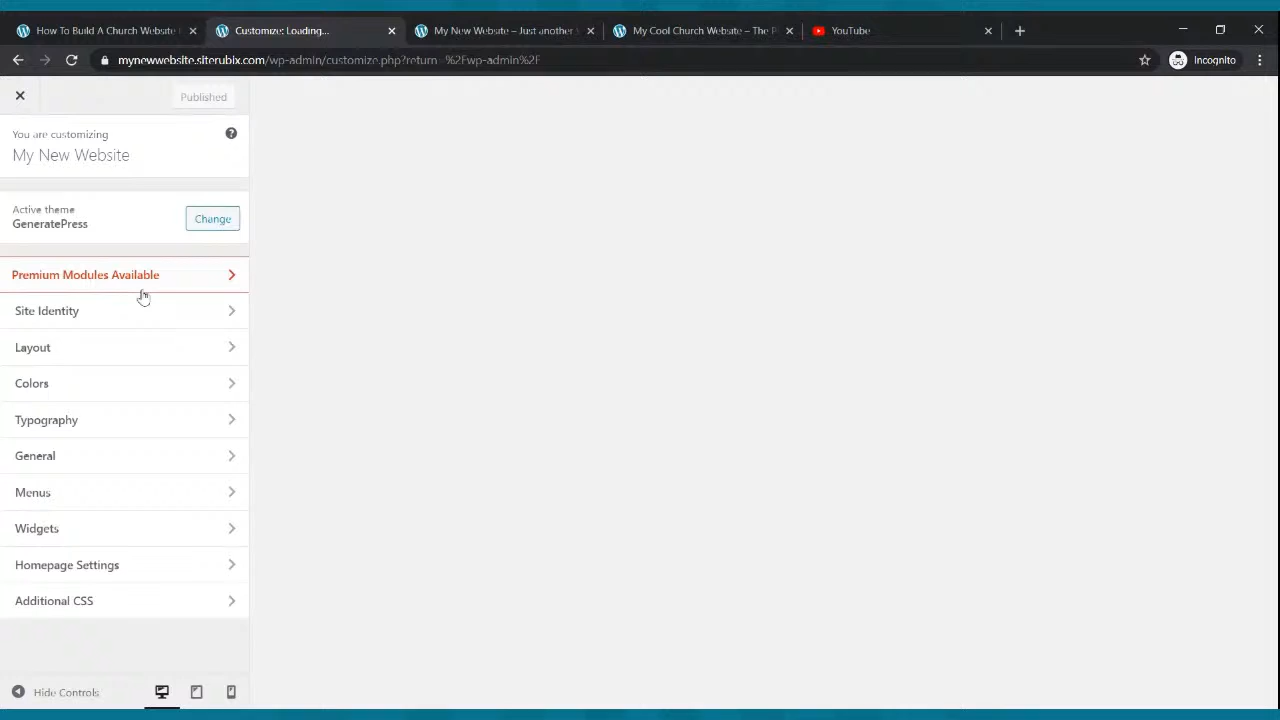 How To Build A Church Website
Customize: Loading...
My New Website – Just another
My Cool Church Website – The P
YouTube
mynewwebsite.siterubix.com/wp-admin/customize.php?return=%2Fwp-admin%2F
Incognito
Published
You are customizing
My New Website
Active theme
GeneratePress
Change
Premium Modules Available
Site Identity
Layout
Colors
Typography
General
Menus
Widgets
Homepage Settings
Additional CSS
Hide Controls